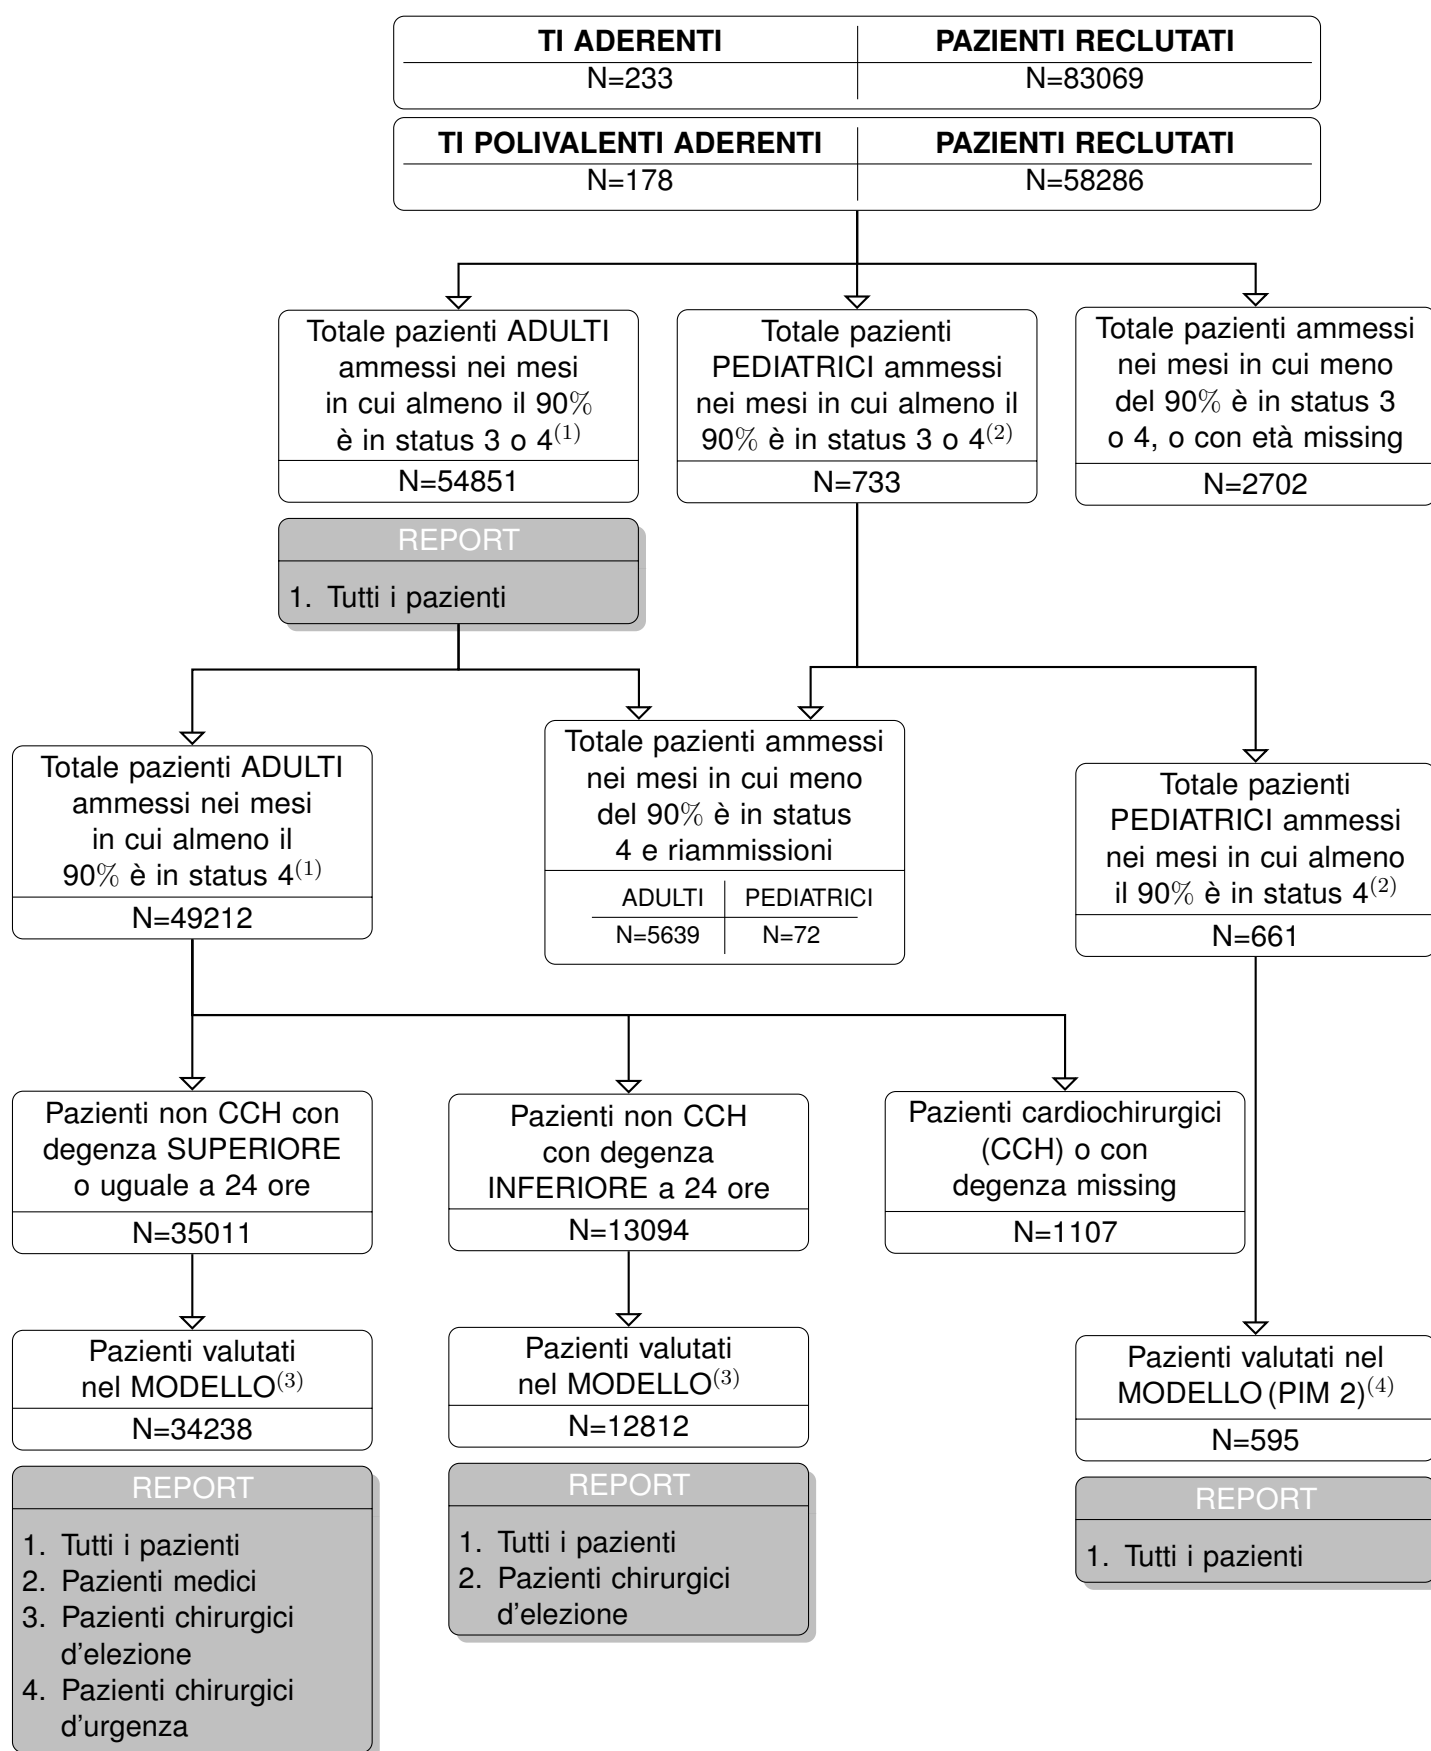 TI ADERENTI PAZIENTI RECLUTATI
N=233 N=83069
TI POLIVALENTI ADERENTI PAZIENTI RECLUTATI
N=178 N=58286
Totale pazienti ADULTI
ammessi nei mesi
in cui almeno il 90%
è in status 3 o 4(1)
N=54851
Totale pazienti
PEDIATRICI ammessi
nei mesi in cui almeno il
90% è in status 3 o 4(2)
N=733
Totale pazienti ammessi
nei mesi in cui meno
del 90% è in status 3
o 4, o con età missing
N=2702
REPORT
1. Tutti i pazienti
Totale pazienti ADULTI
ammessi nei mesi
in cui almeno il
90% è in status 4(1)
N=49212
Totale pazienti ammessi
nei mesi in cui meno
del 90% è in status
4 e riammissioni
ADULTI PEDIATRICI
N=5639 N=72
Totale pazienti
PEDIATRICI ammessi
nei mesi in cui almeno
il 90% è in status 4(2)
N=661
Pazienti non CCH con
degenza SUPERIORE
o uguale a 24 ore
N=35011
Pazienti non CCH
con degenza
INFERIORE a 24 ore
N=13094
Pazienti cardiochirurgici
(CCH) o con
degenza missing
N=1107
Pazienti valutati
nel MODELLO(3)
N=34238
Pazienti valutati
nel MODELLO(3)
N=12812
Pazienti valutati nel
MODELLO (PIM 2)(4)
N=595
REPORT
1. Tutti i pazienti
2. Pazienti medici
3. Pazienti chirurgici
d'elezione
4. Pazienti chirurgici
d'urgenza
REPORT
1. Tutti i pazienti
2. Pazienti chirurgici
d'elezione
REPORT
1. Tutti i pazienti